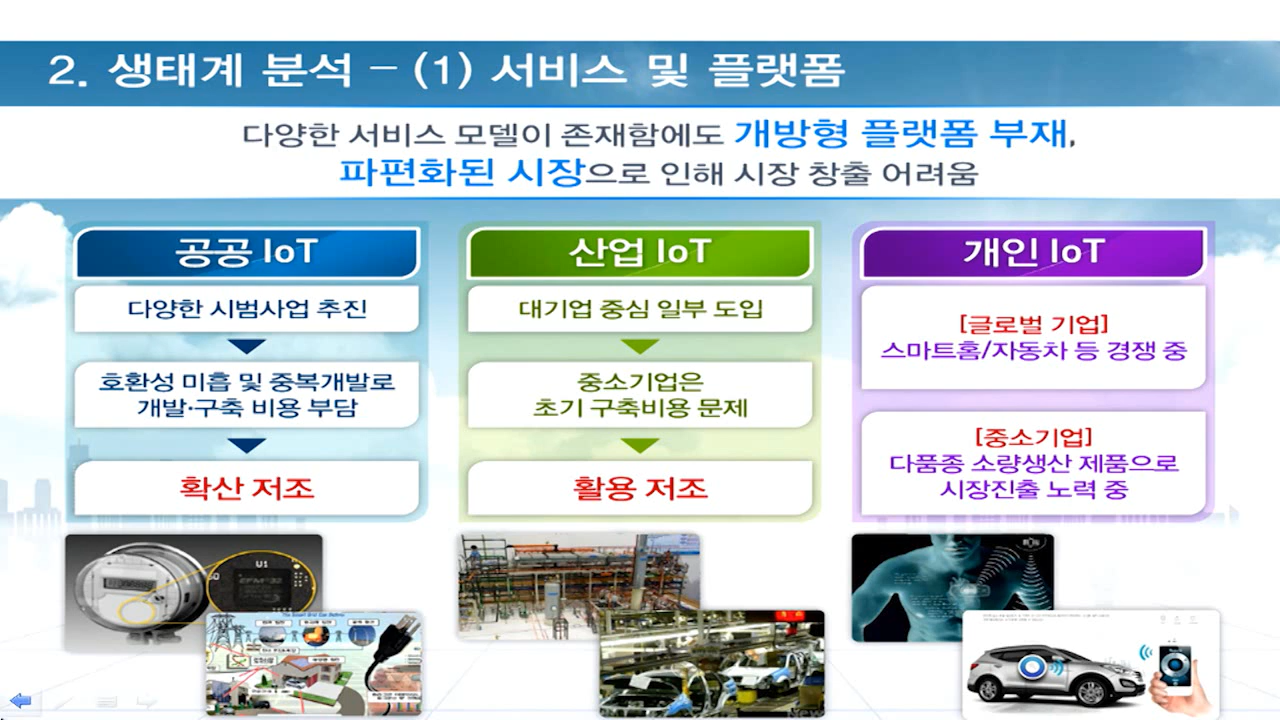 2. 생태계 분석 – (1) 서비스 및 플랫폼
다양한 서비스 모델이 존재함에도 개방형 플랫폼 부재,
파편화된 시장으로 인해 시장 창출 어려움
공공 IoT
다양한 시범사업 추진
호환성 미흡 및 중복개발로
개발·구축 비용 부담
확산 저조
산업 IoT
대기업 중심 일부 도입
중소기업은
초기 구축비용 문제
활용 저조
개인 IoT
[글로벌 기업]
스마트홈/자동차 등 경쟁 중
[중소기업]
다품종 소량생산 제품으로
시장진출 노력 중
U1
EFM 32